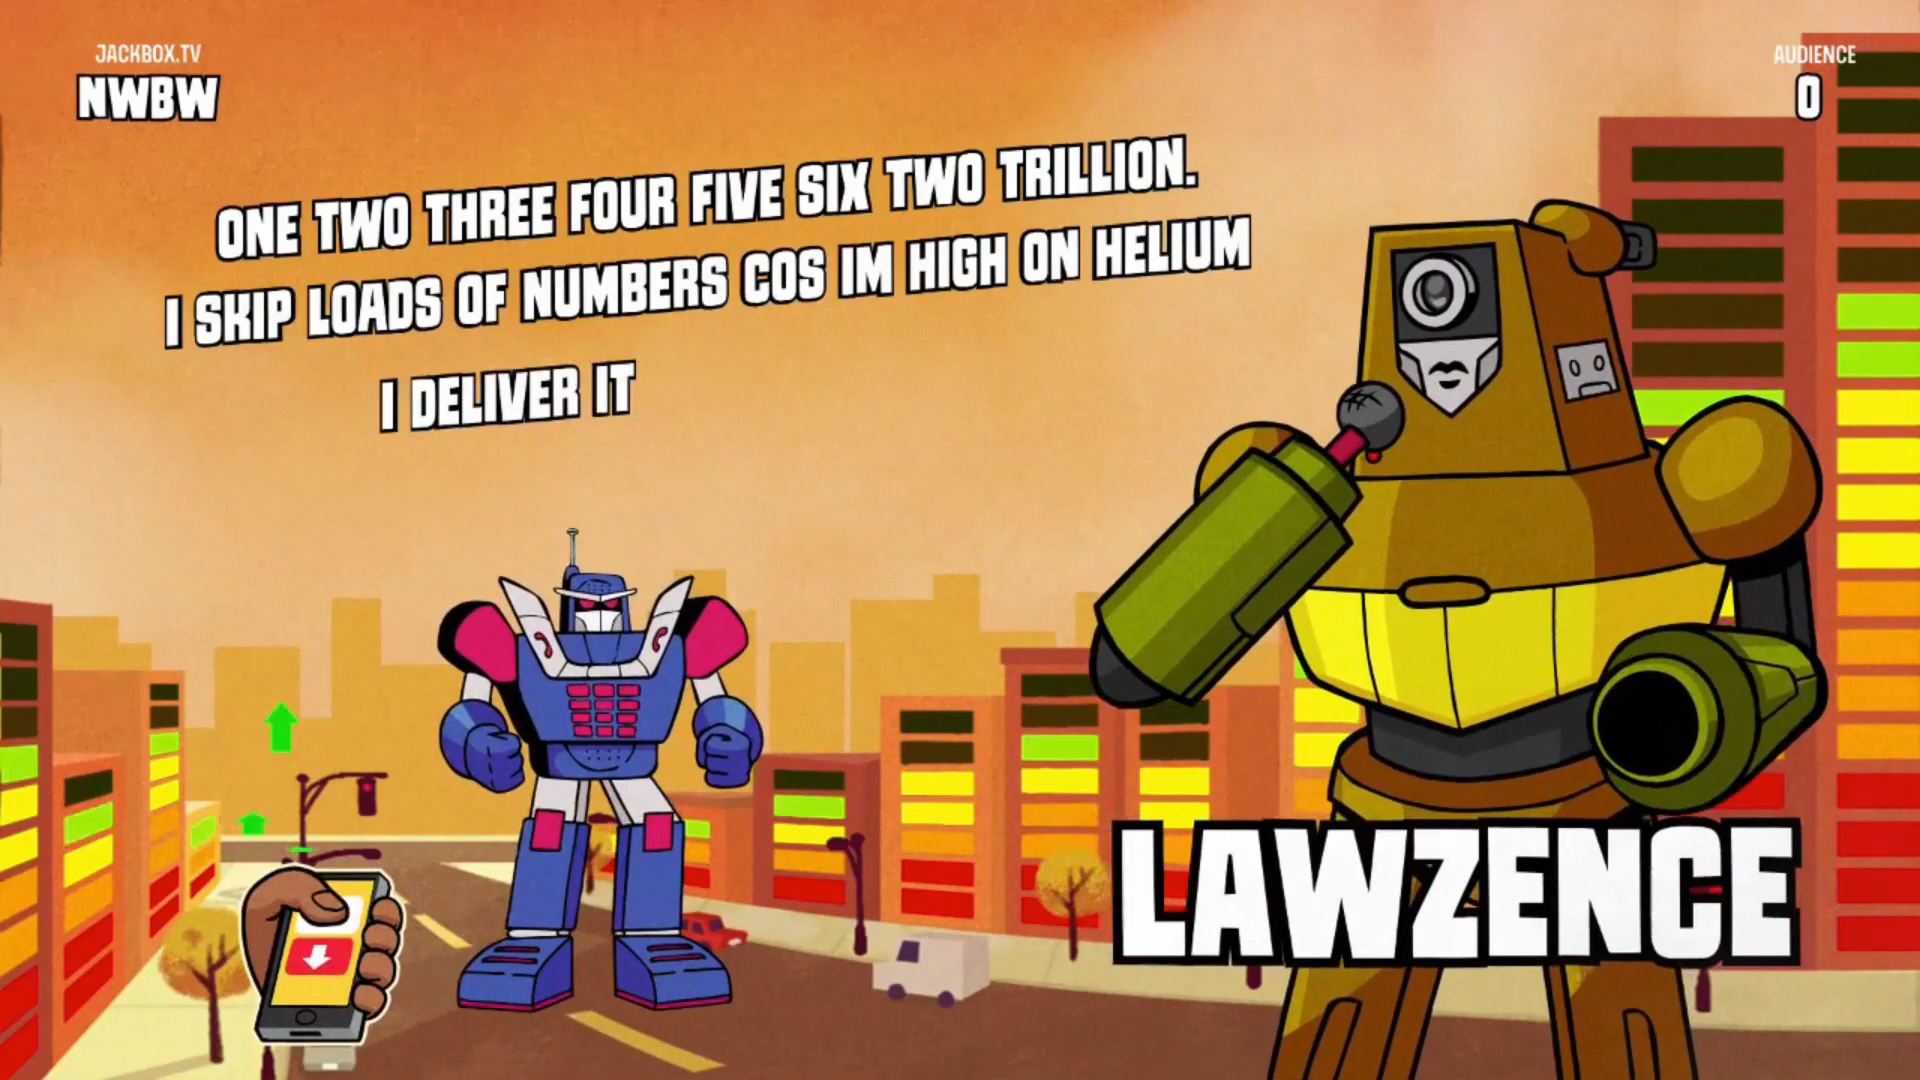 JACKBOX.TV
NWBW
AUDIENCE
0
ONE TWO THREE FOUR FIVE SIX TWO TRILLION.
I SKIP LOADS OF NUMBERS COS IM HIGH ON HELIUM
I DELIVER IT
LAWZENCE